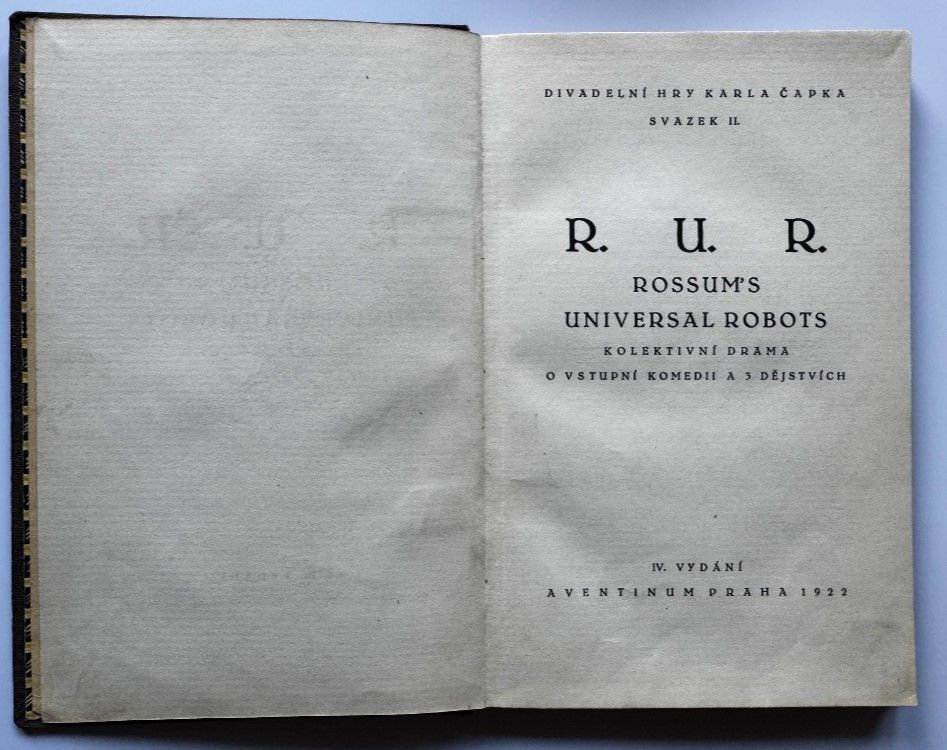 DIVADELNÍ HRY KARLA ČAPKA
SVAZEK II.
R. U. R.
ROSSUM'S
UNIVERSAL ROBOTS
KOLEKTIVNÍ DRAMA
O VSTUPNÍ KOMEDII A 3 DĚJSTVÍCH
IV. VYDÁNÍ
AVENTINUM PRAHA 1922